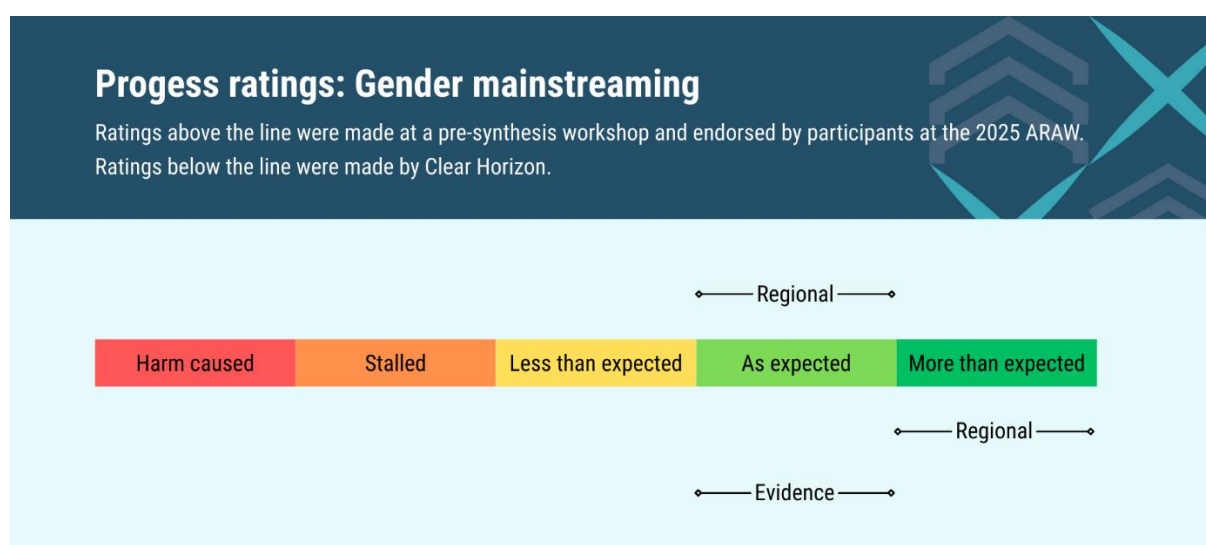 Progess ratings: Gender mainstreaming
Ratings above the line were made at a pre-synthesis workshop and endorsed by participants at the 2025 ARAW.
Ratings below the line were made by Clear Horizon.
Regional
Harm caused Stalled Less than expected As expected More than expected
Regional
Evidence